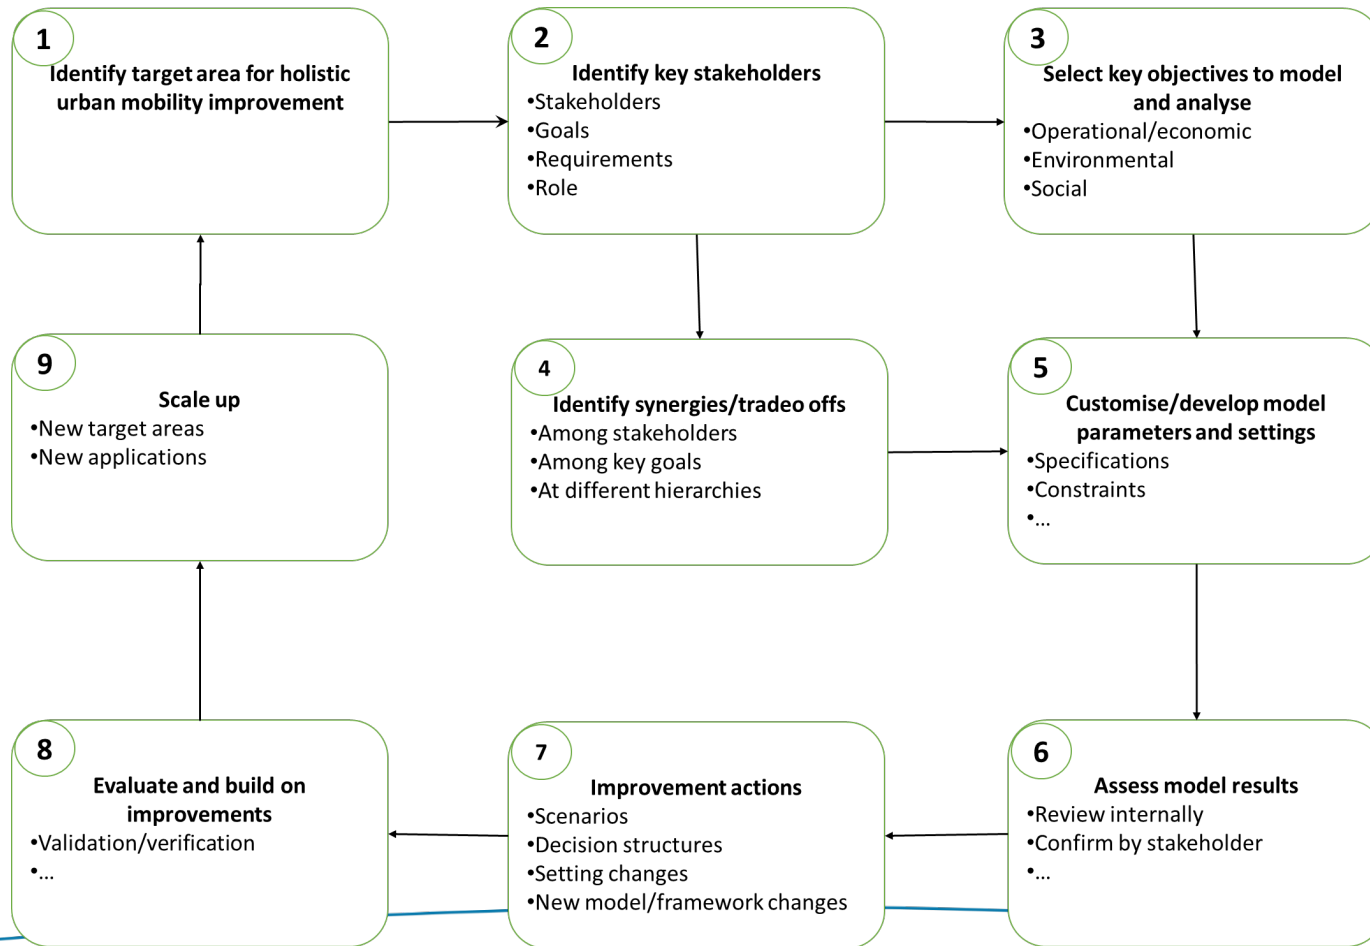 1
Identify target area for holistic
urban mobility improvement
2
Identify key stakeholders
•Stakeholders
•Goals
•Requirements
•Role
3
Select key objectives to model
and analyse
•Operational/economic
•Environmental
•Social
9
Scale up
•New target areas
•New applications
4
Identify synergies/tradeo offs
•Among stakeholders
•Among key goals
•At different hierarchies
5
Customise/develop model
parameters and settings
•Specifications
•Constraints
•...
8
Evaluate and build on
improvements
•Validation/verification
•...
7
Improvement actions
•Scenarios
•Decision structures
•Setting changes
•New model/framework changes
6
Assess model results
•Review internally
•Confirm by stakeholder
•...